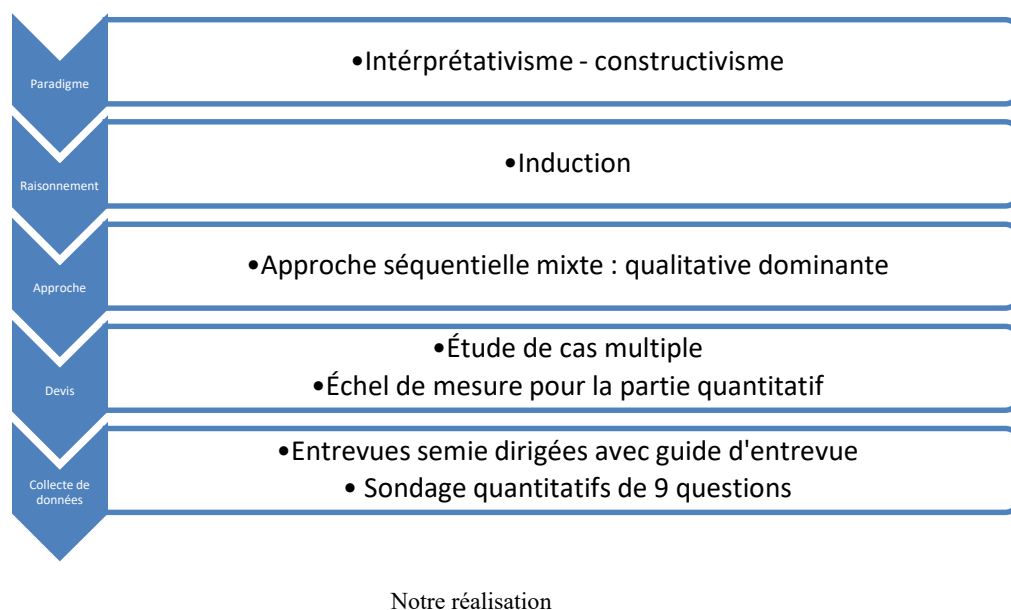 Paradigme
•Intérprétativisme - constructivisme
Raisonnement
•Induction
Approche
•Approche séquentielle mixte : qualitative dominante
Devis
•Étude de cas multiple
•Échel de mesure pour la partie quantitatif
Collecte de
données
•Entrevues semie dirigées avec guide d'entrevue
• Sondage quantitatifs de 9 questions
Notre réalisation